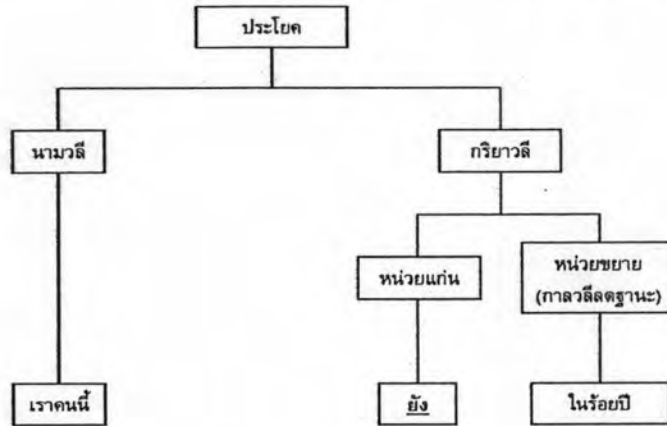 ประโยค
นามวลี
กริยาวลี
หน่วยแก่น
หน่วยขยาย
(กาลวลีลดฐานะ)
เราคนนี้
ยัง
ในร้อยปี